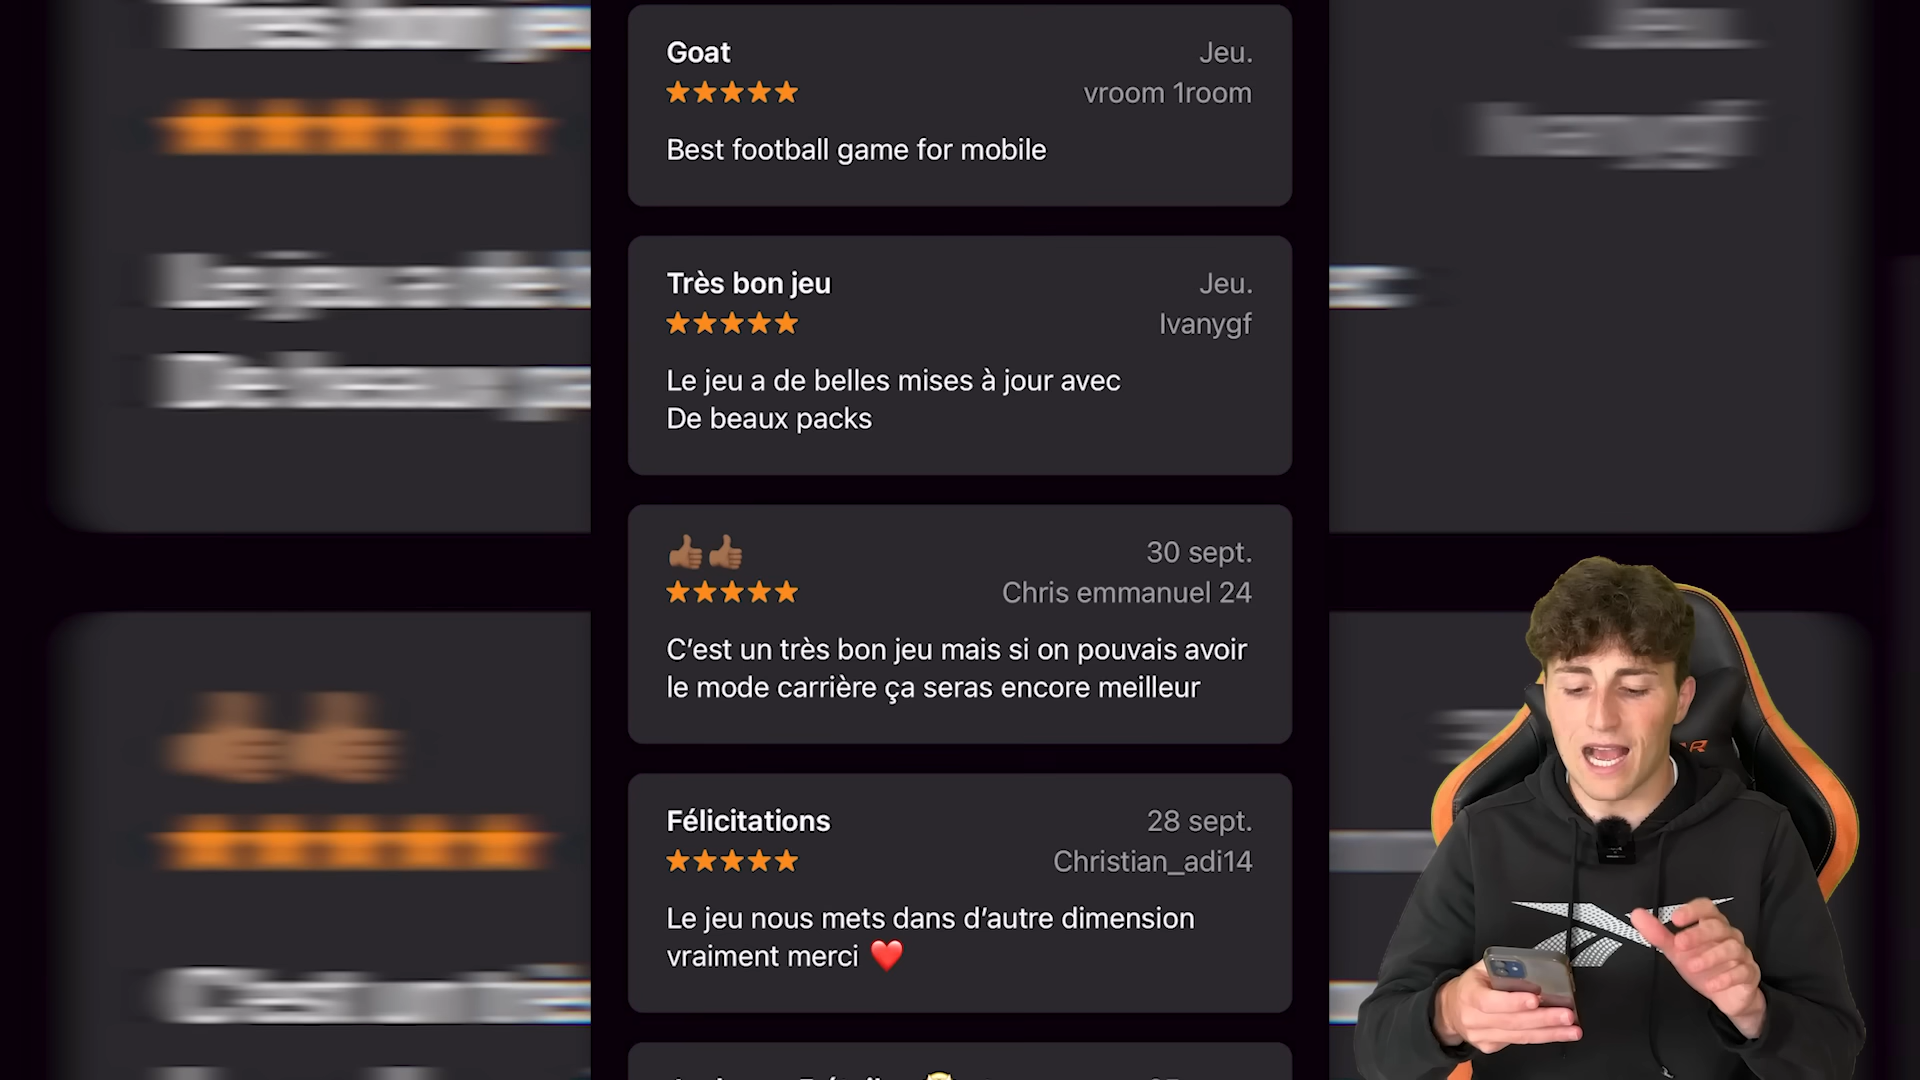 Goat
Jeu.
★★★★★
vroom 1room
Best football game for mobile
Très bon jeu
Jeu.
★★★★★
Ivanygf
Le jeu a de belles mises à jour avec
De beaux packs
👍🏾👍🏾
30 sept.
★★★★★
Chris emmanuel 24
C’est un très bon jeu mais si on pouvais avoir
le mode carrière ça seras encore meilleur
Félicitations
28 sept.
★★★★★
Christian_adi14
Le jeu nous mets dans d’autre dimension
vraiment merci ❤️